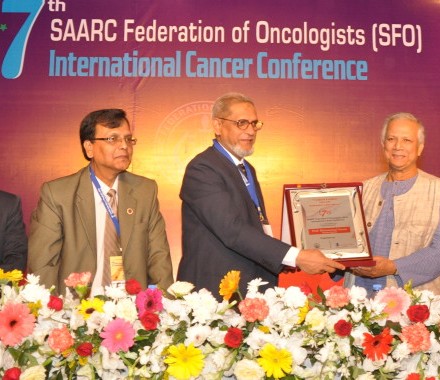 7th
SAARC Federation of Oncologists (SFO)
International Cancer Conference